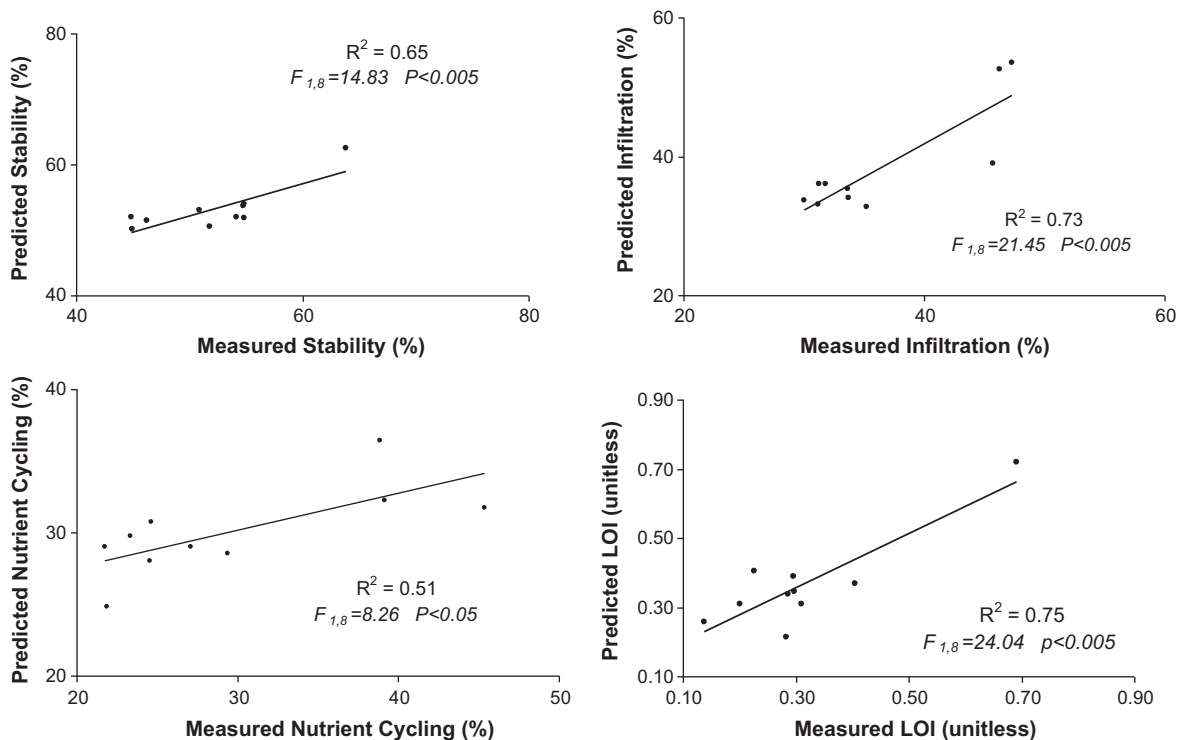 80
60
40
40
60
80
Predicted Stability (%)
Measured Stability (%)
R² = 0.65
F 1,8=14.83 P<0.005
60
40
20
20
40
60
Predicted Infiltration (%)
Measured Infiltration (%)
R² = 0.73
F 1,8=21.45 P<0.005
40
30
20
20
30
40
50
Predicted Nutrient Cycling (%)
Measured Nutrient Cycling (%)
R² = 0.51
F 1,8=8.26 P<0.05
0.90
0.70
0.50
0.30
0.10
0.10
0.30
0.50
0.70
0.90
Predicted LOI (unitless)
Measured LOI (unitless)
R² = 0.75
F 1,8=24.04 p<0.005